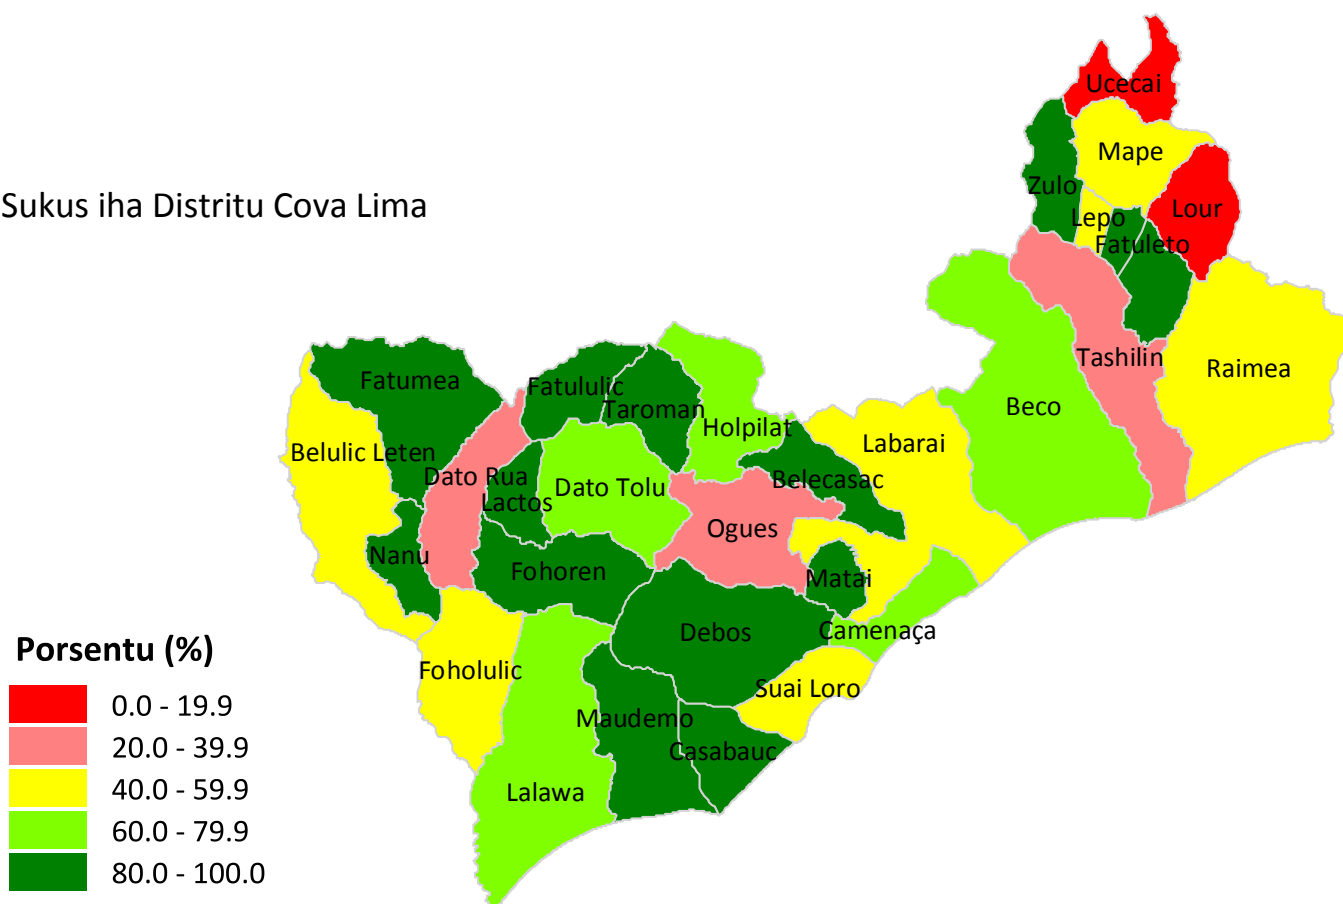 Ucecai
Mape
Zulo
Lour
Lepo
Fatuleto
Sukus iha Distritu Cova Lima
Tashilin
Raimea
Beco
Fatumea
Fatululic
Taroman
Holpilat
Labarai
Belulic Leten
Dato Rua
Lactos
Dato Tolu
Belecasac
Ogues
Nanu
Fohoren
Matai
Debos
Camenaça
Foholulic
Suai Loro
Maudemo
Casabauc
Lalawa
Porsentu (%)
0.0 - 19.9
20.0 - 39.9
40.0 - 59.9
60.0 - 79.9
80.0 - 100.0